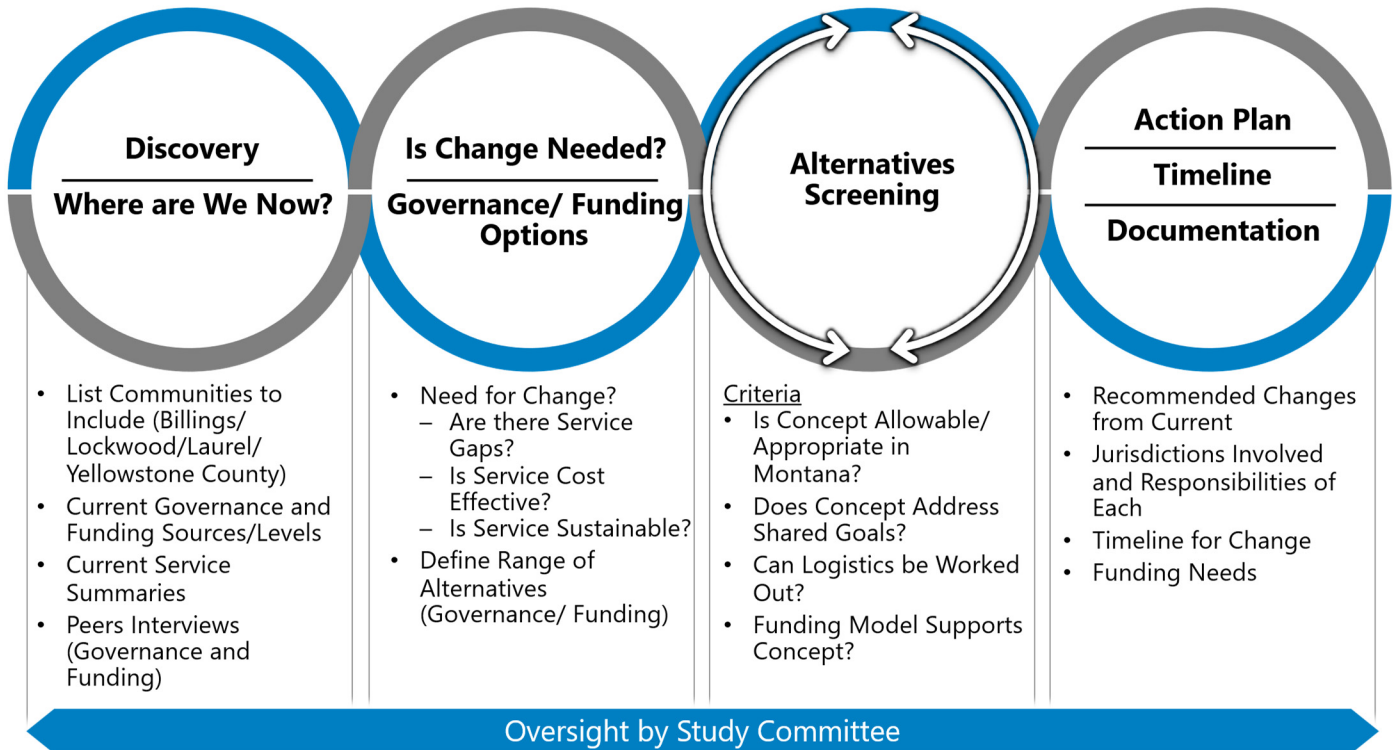 Discovery
Where are We Now?
• List Communities to
Include (Billings/
Lockwood/Laurel/
Yellowstone County)
• Current Governance and
Funding Sources/Levels
• Current Service
Summaries
• Peers Interviews
(Governance and
Funding)
Is Change Needed?
Governance/ Funding
Options
• Need for Change?
– Are there Service
Gaps?
– Is Service Cost
Effective?
– Is Service Sustainable?
• Define Range of
Alternatives
(Governance/ Funding)
Alternatives
Screening
Criteria
• Is Concept Allowable/
Appropriate in
Montana?
• Does Concept Address
Shared Goals?
• Can Logistics be Worked
Out?
• Funding Model Supports
Concept?
Action Plan
Timeline
Documentation
• Recommended Changes
from Current
• Jurisdictions Involved
and Responsibilities of
Each
• Timeline for Change
• Funding Needs
Oversight by Study Committee